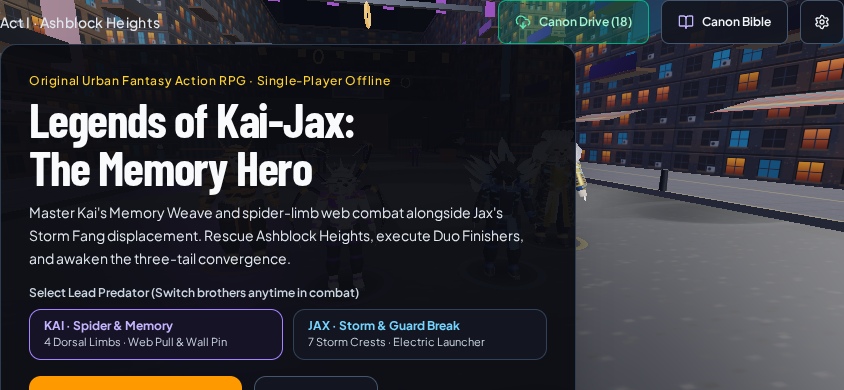 Act I · Ashblock Heights
Canon Drive (18)
Canon Bible
Original Urban Fantasy Action RPG · Single-Player Offline
Legends of Kai-Jax:
The Memory Hero
Master Kai's Memory Weave and spider-limb web combat alongside Jax's
Storm Fang displacement. Rescue Ashblock Heights, execute Duo Finishers,
and awaken the three-tail convergence.
Select Lead Predator (Switch brothers anytime in combat)
KAI · Spider & Memory
4 Dorsal Limbs · Web Pull & Wall Pin
JAX · Storm & Guard Break
7 Storm Crests · Electric Launcher